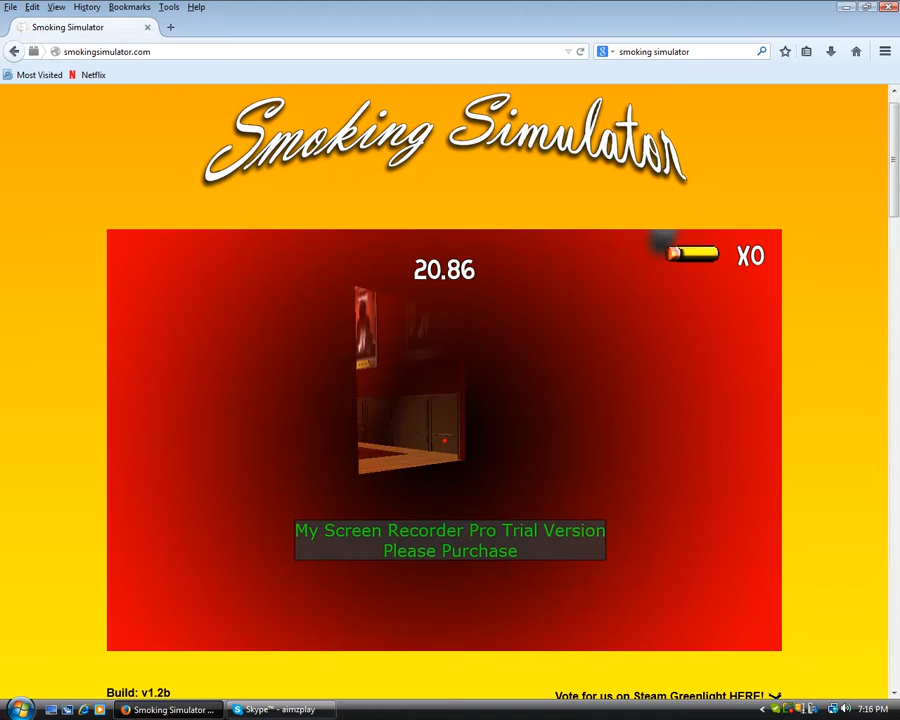 File Edit View History Bookmarks Tools Help
Smoking Simulator
smokingsimulator.com
smoking simulator
Most Visited
Netflix
Smoking Simulator
20.86
X0
My Screen Recorder Pro Trial Version
Please Purchase
Build: v1.2b
Vote for us on Steam Greenlight HERE!
Smoking Simulator ...
Skype™ - aimzplay
7:16 PM